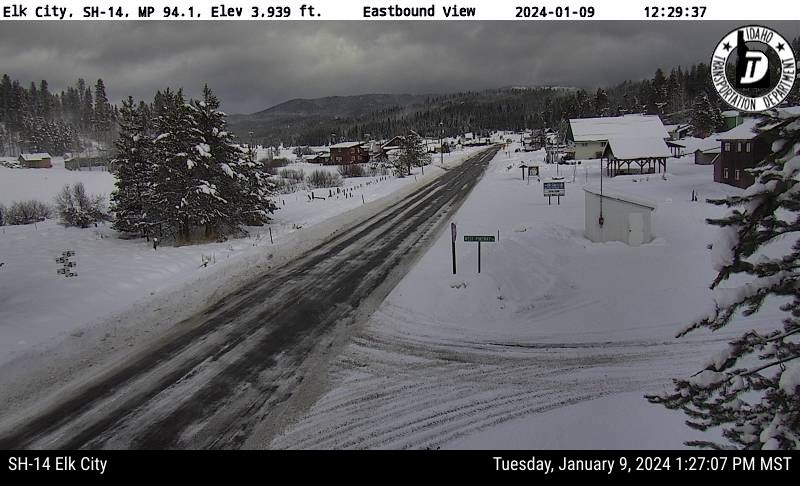 Elk City, SH-14, MP 94.1, Elev 3,939 ft. Eastbound View 2024-01-09 12:29:37
IDAHO
TRANSPORTATION DEPARTMENT
SH-14 Elk City
Tuesday, January 9, 2024 1:27:07 PM MST